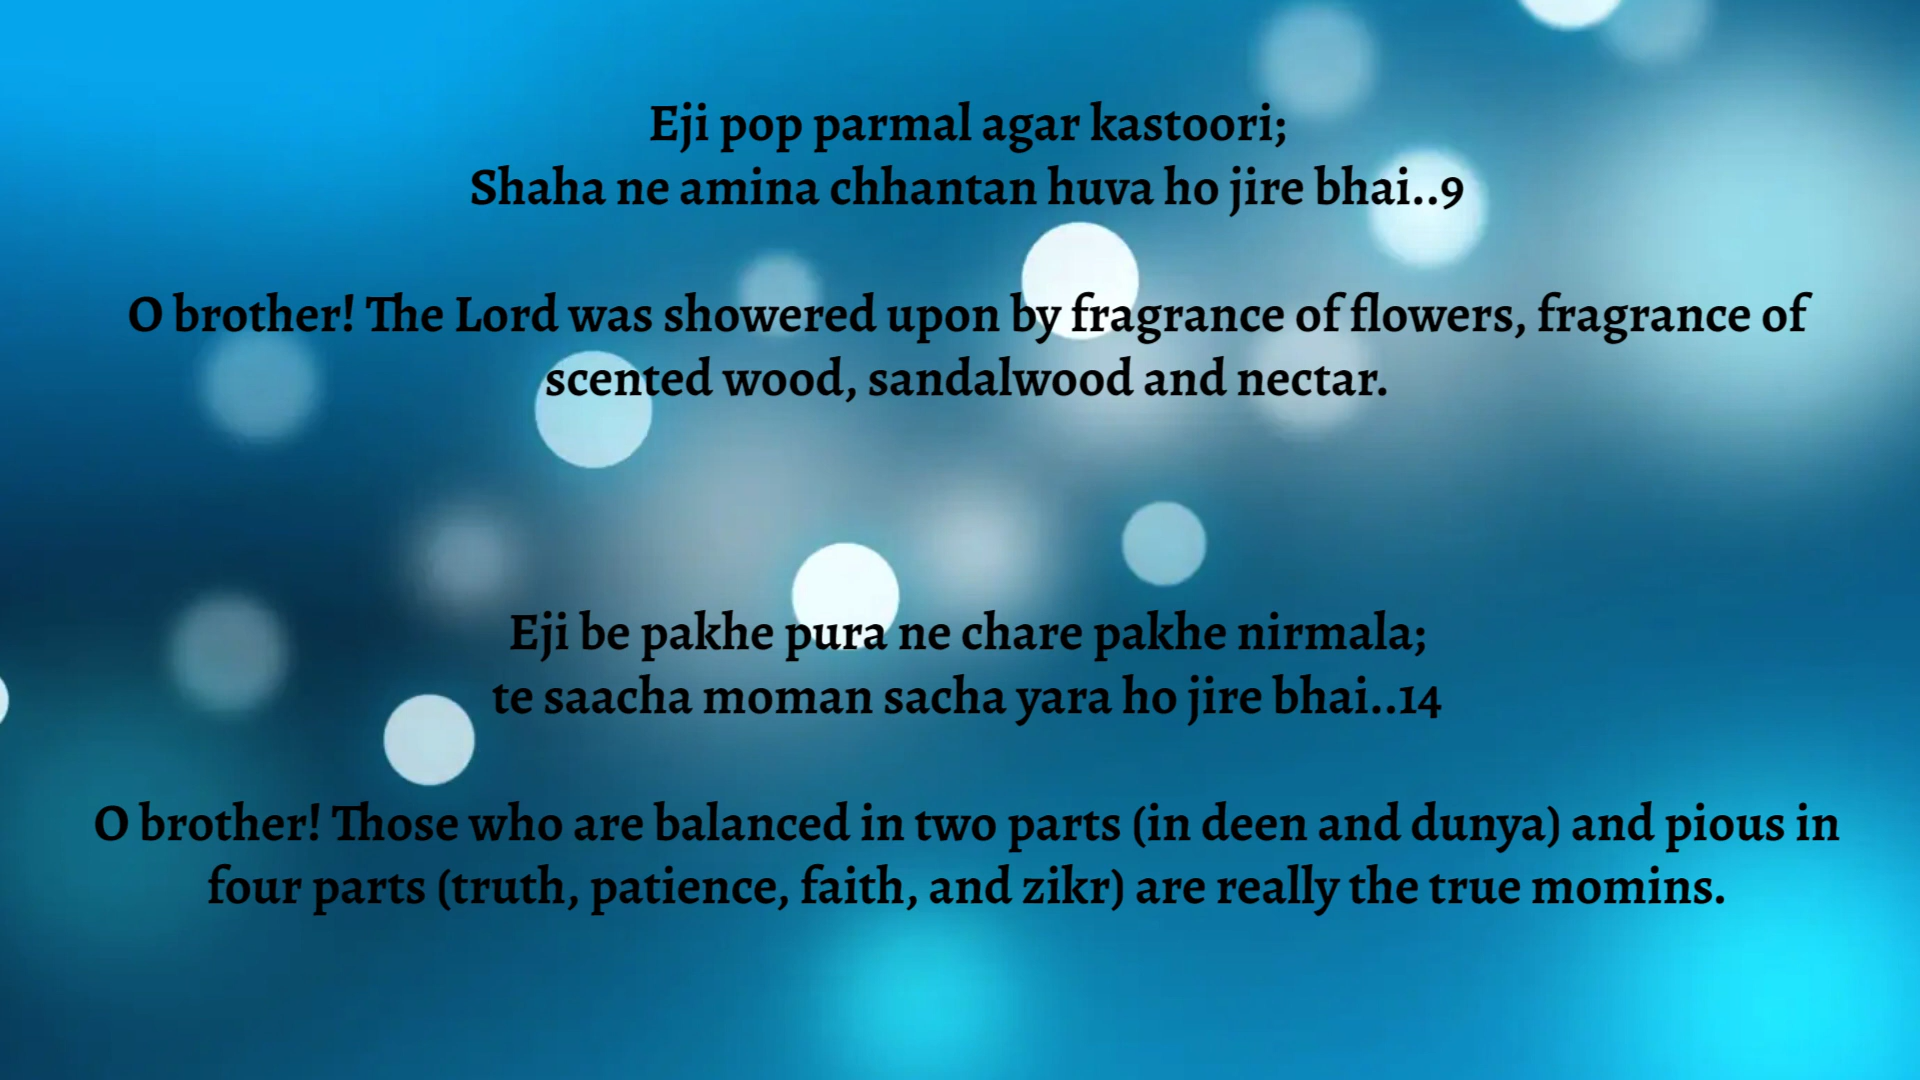 Eji pop parmal agar kastoori;
Shaha ne amina chhantan huva ho jire bhai..9
O brother! The Lord was showered upon by fragrance of flowers, fragrance of
scented wood, sandalwood and nectar.
Eji be pakhe pura ne chare pakhe nirmala;
te saacha moman sacha yara ho jire bhai..14
O brother! Those who are balanced in two parts (in deen and dunya) and pious in
four parts (truth, patience, faith, and zikr) are really the true momins.